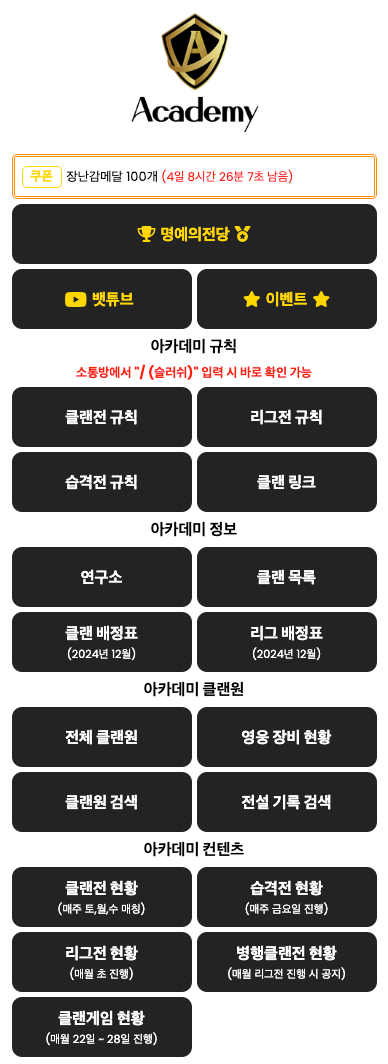 Academy
쿠폰 장난감메달 100개 (4일 8시간 26분 7초 남음)
명예의전당
뱃튜브
이벤트
아카데미 규칙
소통방에서 "/ (슬러쉬)" 입력 시 바로 확인 가능
클랜전 규칙
리그전 규칙
습격전 규칙
클랜 링크
아카데미 정보
연구소
클랜 목록
클랜 배정표
(2024년 12월)
리그 배정표
(2024년 12월)
아카데미 클랜원
전체 클랜원
영웅 장비 현황
클랜원 검색
전설 기록 검색
아카데미 컨텐츠
클랜전 현황
(매주 토,월,수 매칭)
습격전 현황
(매주 금요일 진행)
리그전 현황
(매월 초 진행)
병행클랜전 현황
(매월 리그전 진행 시 공지)
클랜게임 현황
(매월 22일 ~ 28일 진행)